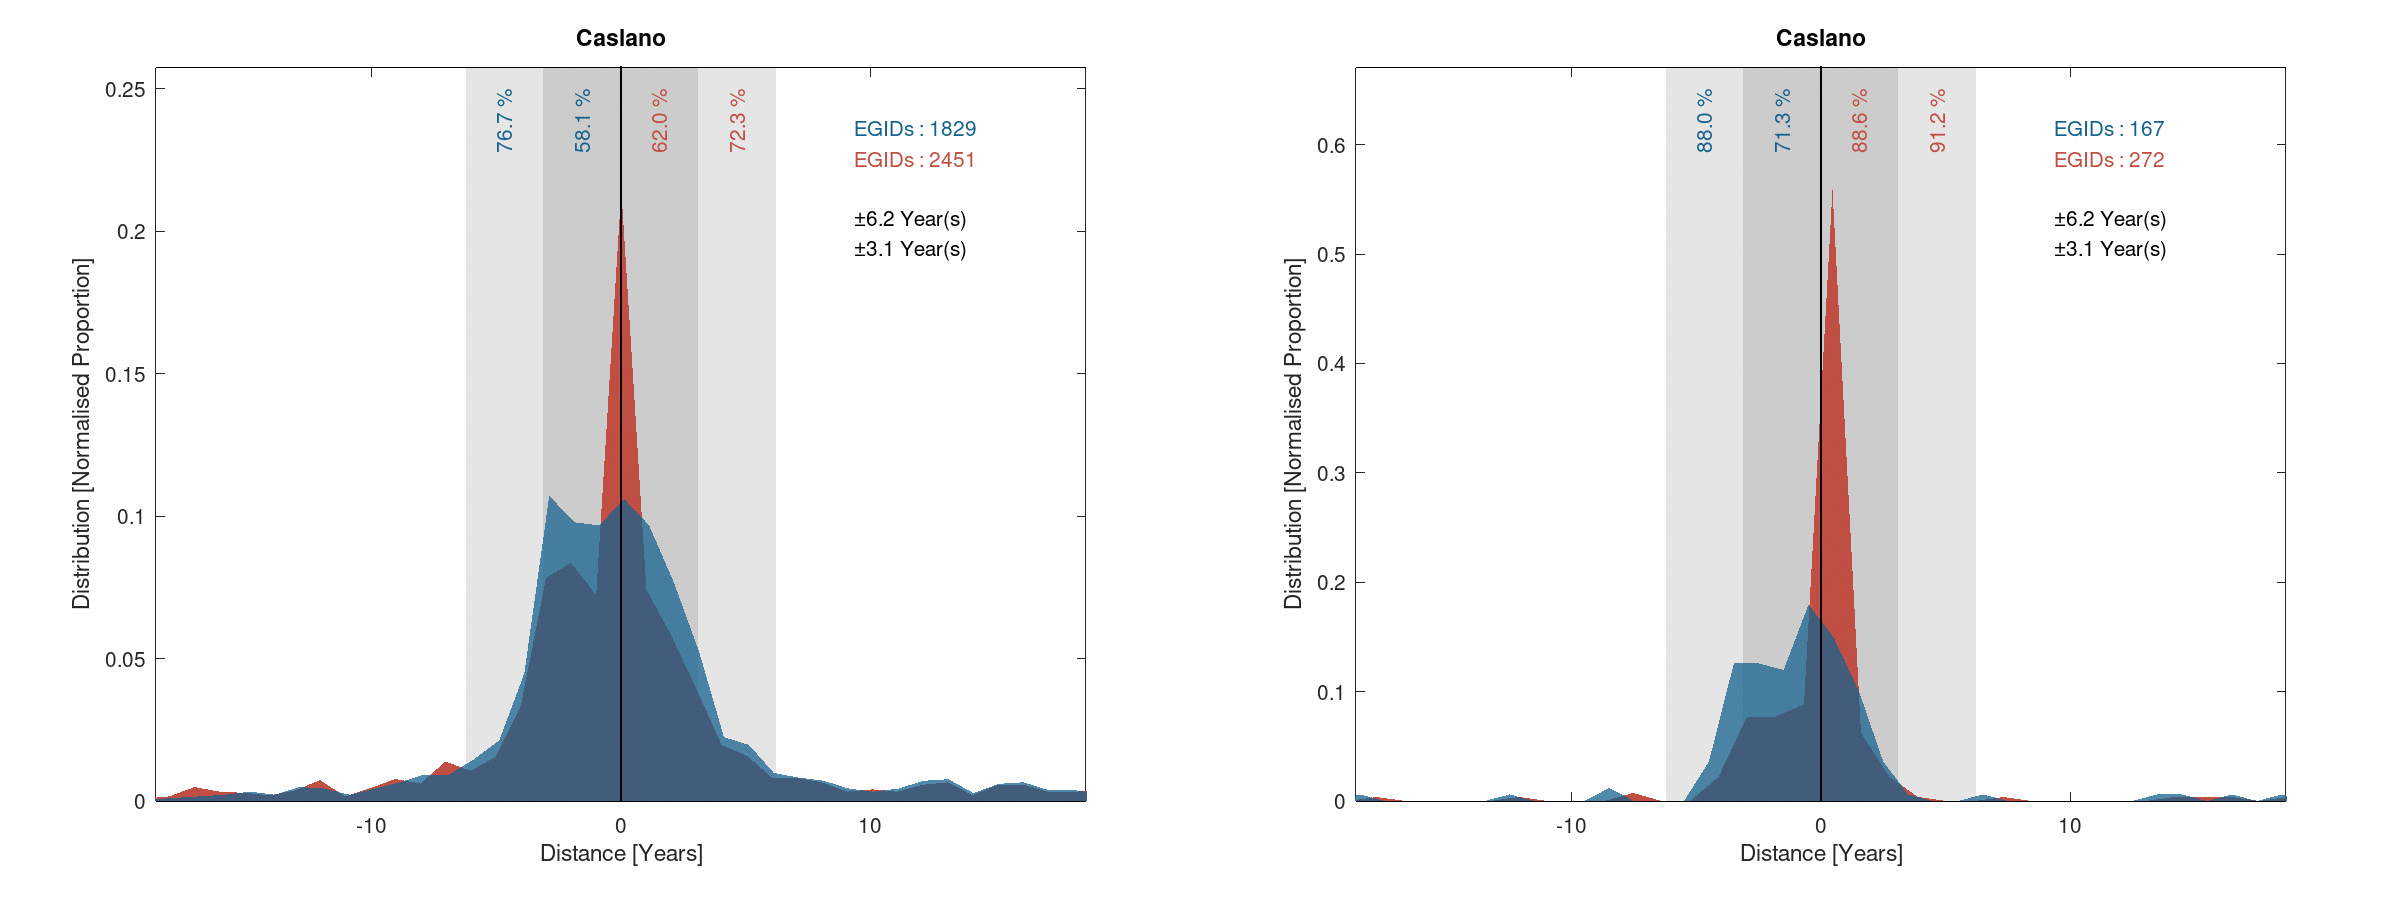 Caslano
0.25
0.2
0.15
0.1
0.05
0
-10
0
10
Distribution [Normalised Proportion]
Distance [Years]
76.7 %
58.1 %
62.0 %
72.3 %
EGIDs : 1829
EGIDs : 2451
±6.2 Year(s)
±3.1 Year(s)
Caslano
0.6
0.5
0.4
0.3
0.2
0.1
0
-10
0
10
Distribution [Normalised Proportion]
Distance [Years]
88.0 %
71.3 %
88.6 %
91.2 %
EGIDs : 167
EGIDs : 272
±6.2 Year(s)
±3.1 Year(s)